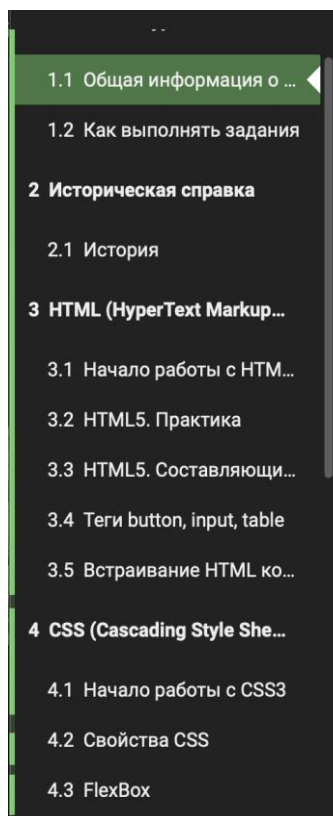 1.1 Общая информация о ...
1.2 Как выполнять задания
2 Историческая справка
2.1 История
3 HTML (HyperText Markup...
3.1 Начало работы с HTM...
3.2 HTML5. Практика
3.3 HTML5. Составляющи...
3.4 Теги button, input, table
3.5 Встраивание HTML ко...
4 CSS (Cascading Style She...
4.1 Начало работы с CSS3
4.2 Свойства CSS
4.3 FlexBox